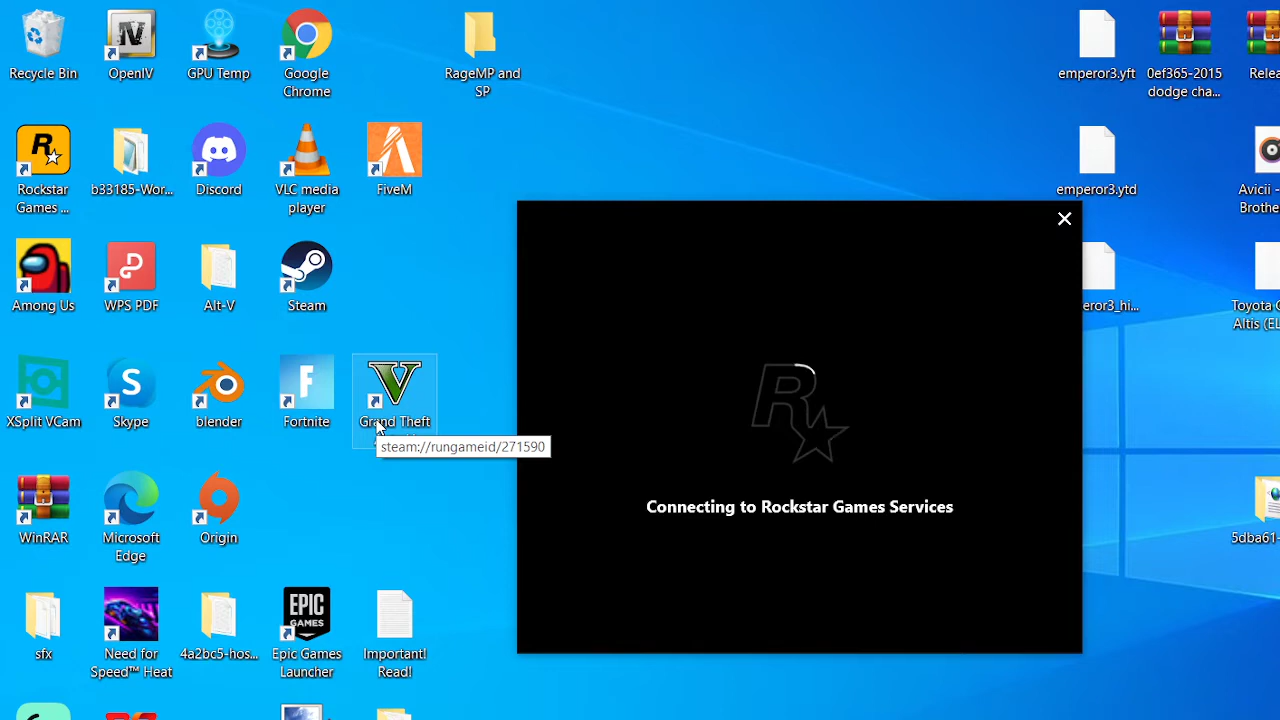 Recycle Bin
OpenIV
GPU Temp
Google
Chrome
RageMP and
SP
emperor3.yft
0ef365-2015
dodge cha...
Relea
Rockstar
Games ...
b33185-Wor...
Discord
VLC media
player
FiveM
emperor3.ytd
Avicii -
Brothe
Among Us
WPS PDF
Alt-V
Steam
eror3_hi...
Toyota C
Altis (EL
XSplit VCam
Skype
blender
Fortnite
Grand Theft
steam://rungameid/271590
Connecting to Rockstar Games Services
WinRAR
Microsoft
Edge
Origin
5dba61-
sfx
Need for
Speed™ Heat
4a2bc5-hos...
EPIC
GAMES
Epic Games
Launcher
Important!
Read!